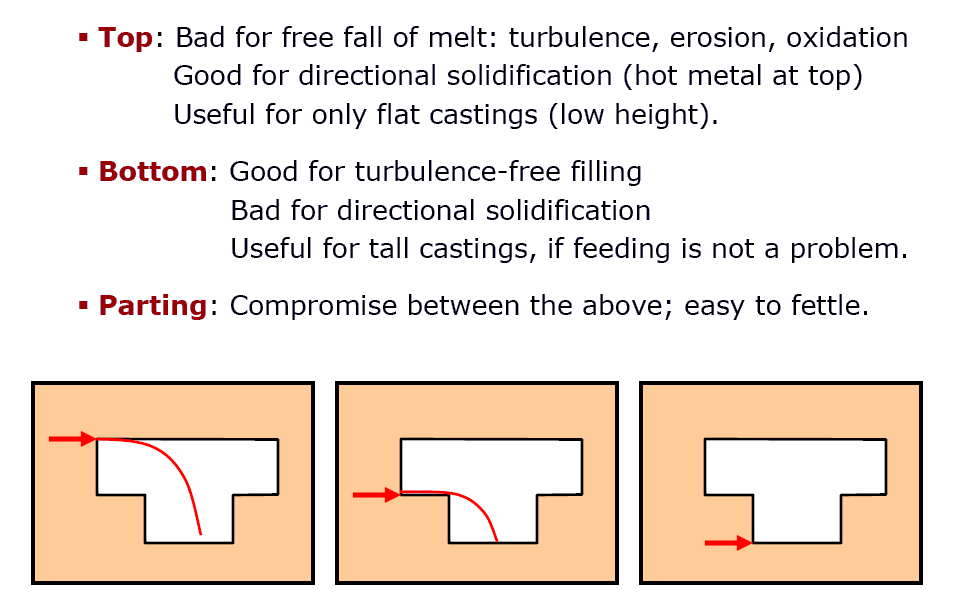 ▪ Top: Bad for free fall of melt: turbulence, erosion, oxidation
Good for directional solidification (hot metal at top)
Useful for only flat castings (low height).
▪ Bottom: Good for turbulence-free filling
Bad for directional solidification
Useful for tall castings, if feeding is not a problem.
▪ Parting: Compromise between the above; easy to fettle.